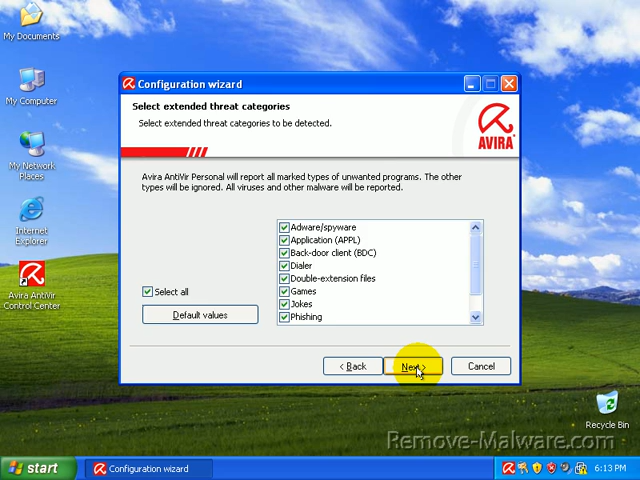 My Documents
My Computer
My Network
Places
Internet
Explorer
Avira AntiVir
Control Center
Configuration wizard
Select extended threat categories
Select extended threat categories to be detected.
AVIRA
Avira AntiVir Personal will report all marked types of unwanted programs. The other
types will be ignored. All viruses and other malware will be reported.
Adware/spyware
Application (APPL)
Back-door client (BDC)
Dialer
Double-extension files
Games
Jokes
Phishing
Select all
Default values
< Back
Next >
Cancel
Recycle Bin
Remove-Malware.com
start
Configuration wizard
6:13 PM